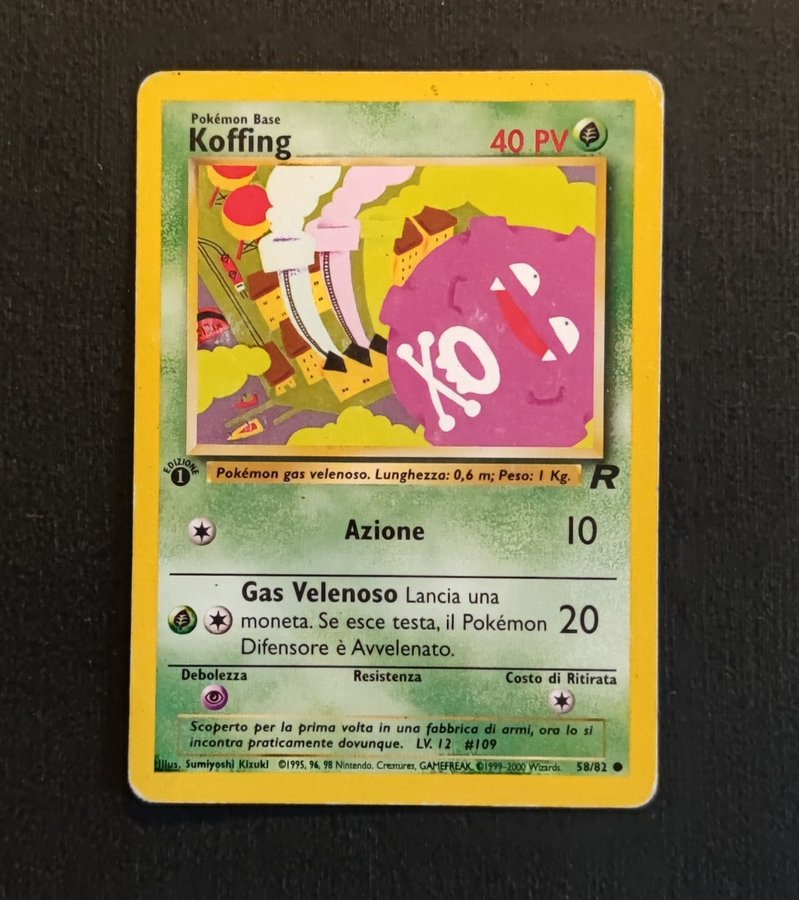 Pokémon Base
Koffing
40 PV
EDIZIONE
1
Pokémon gas velenoso. Lunghezza: 0,6 m; Peso: 1 Kg.
R
Azione 10
Gas Velenoso Lancia una
moneta. Se esce testa, il Pokémon 20
Difensore è Avvelenato.
Debolezza Resistenza Costo di Ritirata
Scoperto per la prima volta in una fabbrica di armi, ora lo si
incontra praticamente dovunque. LV. 12 #109
Illus. Sumiyoshi Kizuki ©1995, 96, 98 Nintendo, Creatures, GAMEFREAK. ©1999-2000 Wizards. 58/82